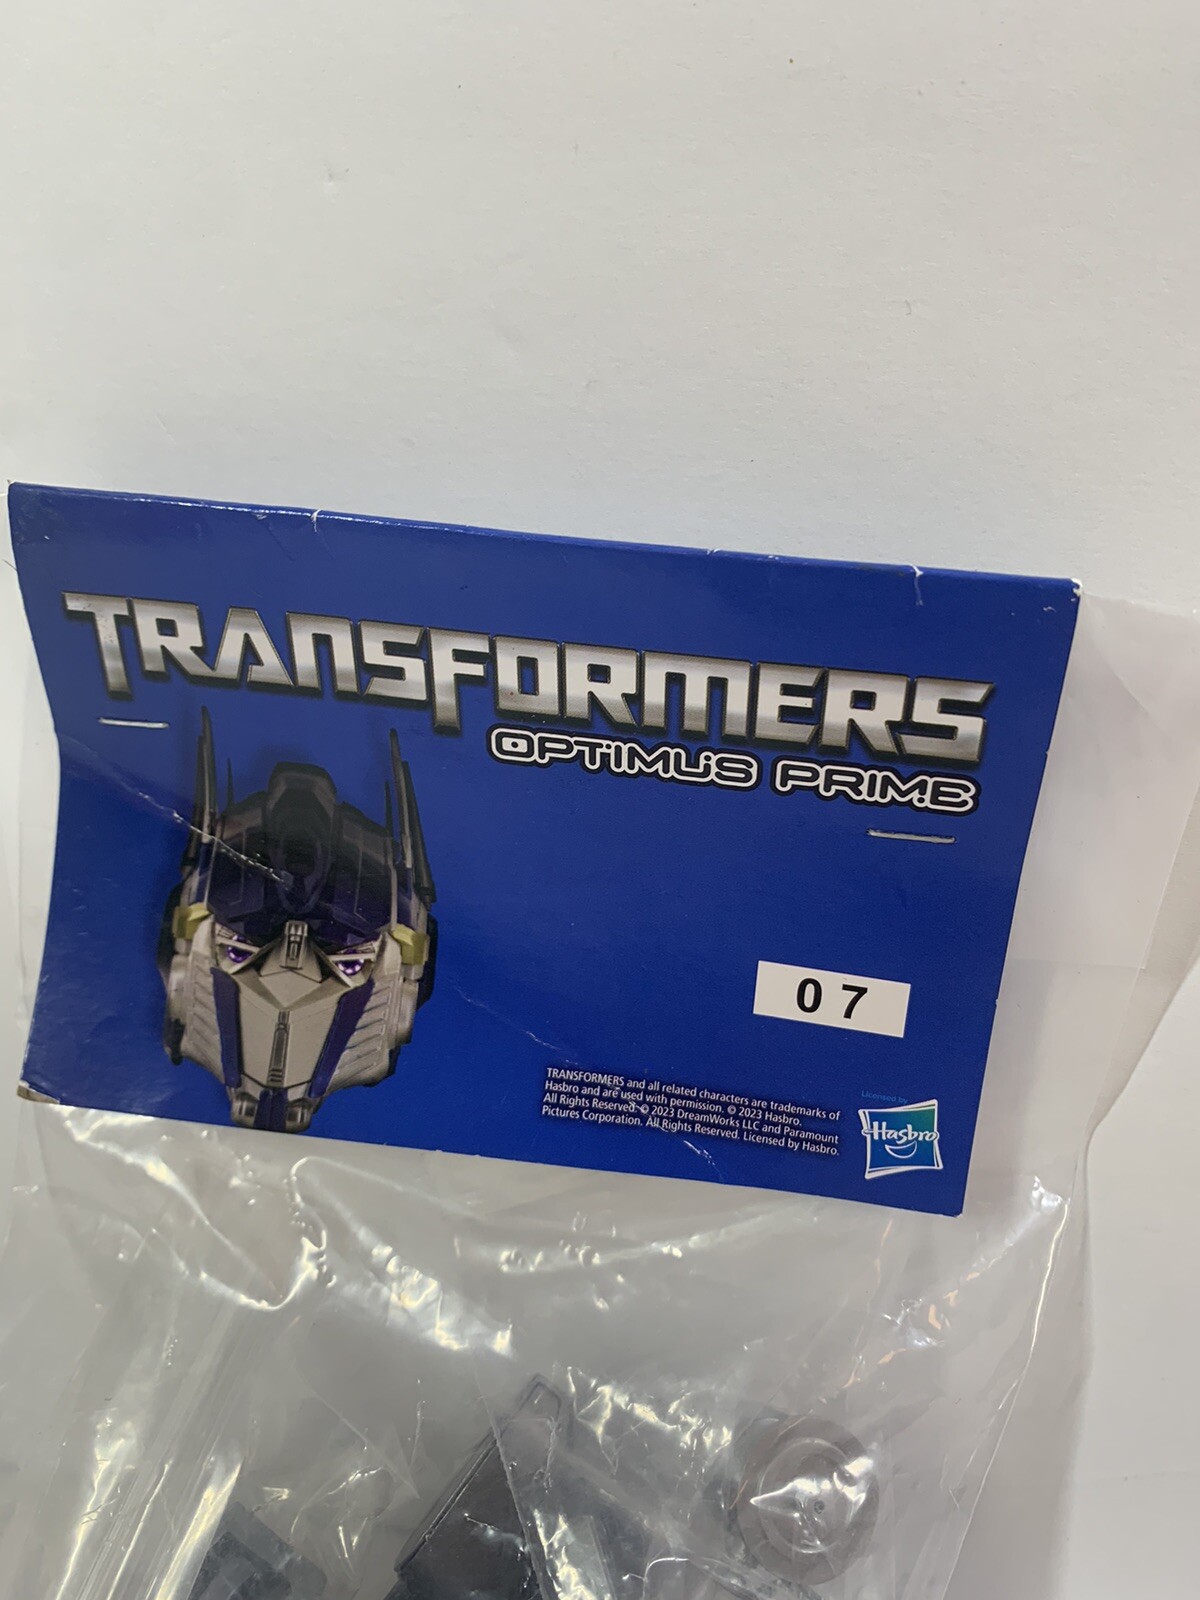 TRANSFORMERS
OPTIMUS PRIME
07
TRANSFORMERS and all related characters are trademarks of
Hasbro and are used with permission. © 2023 Hasbro.
All Rights Reserved. © 2023 DreamWorks LLC and Paramount
Pictures Corporation. All Rights Reserved. Licensed by Hasbro.
Licensed by
Hasbro